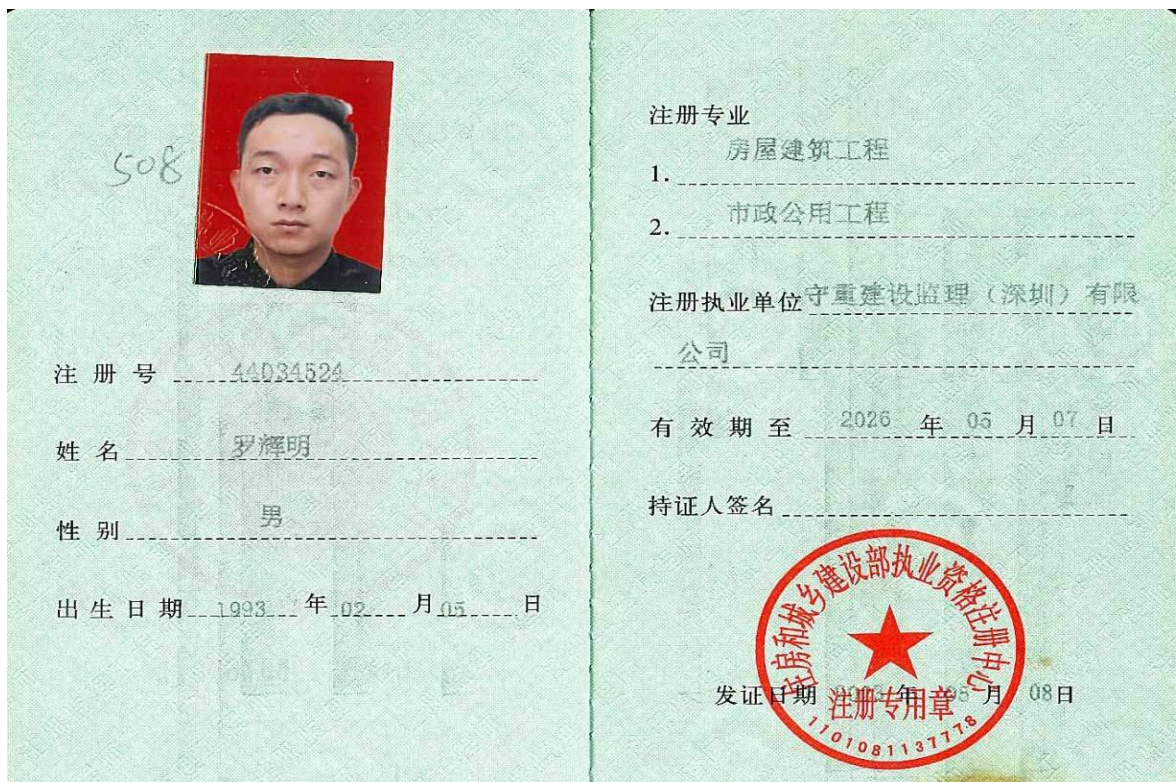 508
注册号 44034524
姓名 罗辉明
性别 男
出生日期 1993 年 02 月 05 日
注册专业
1. 房屋建筑工程
2. 市政公用工程
注册执业单位 守重建设监理（深圳）有限
公司
有效期至 2026 年 05 月 07 日
持证人签名
住房和城乡建设部执业资格注册中心
发证日期 2023 年 05 月 08日
注册专用章
1101081137778